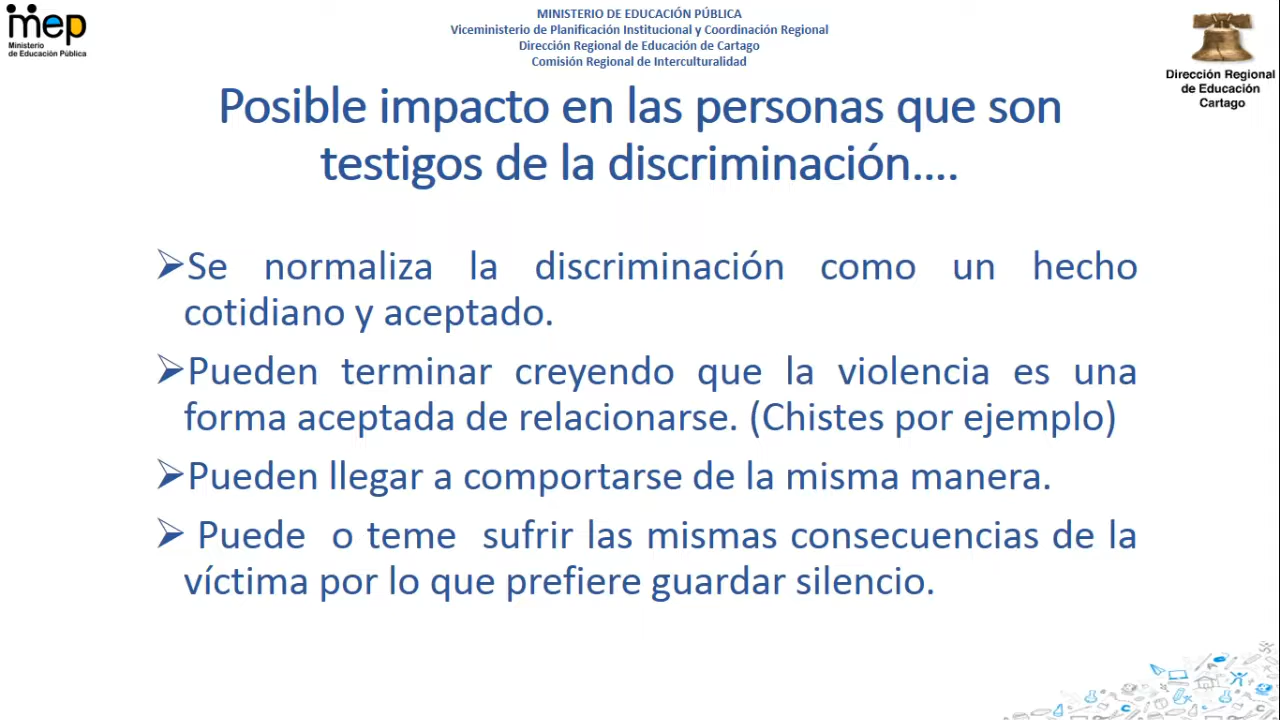 mep
Ministerio
de Educación Pública
MINISTERIO DE EDUCACIÓN PÚBLICA
Viceministerio de Planificación Institucional y Coordinación Regional
Dirección Regional de Educación de Cartago
Comisión Regional de Interculturalidad
Dirección Regional
de Educación
Cartago
Posible impacto en las personas que son
testigos de la discriminación....
➢Se normaliza la discriminación como un hecho
cotidiano y aceptado.
➢Pueden terminar creyendo que la violencia es una
forma aceptada de relacionarse. (Chistes por ejemplo)
➢Pueden llegar a comportarse de la misma manera.
➢ Puede o teme sufrir las mismas consecuencias de la
víctima por lo que prefiere guardar silencio.